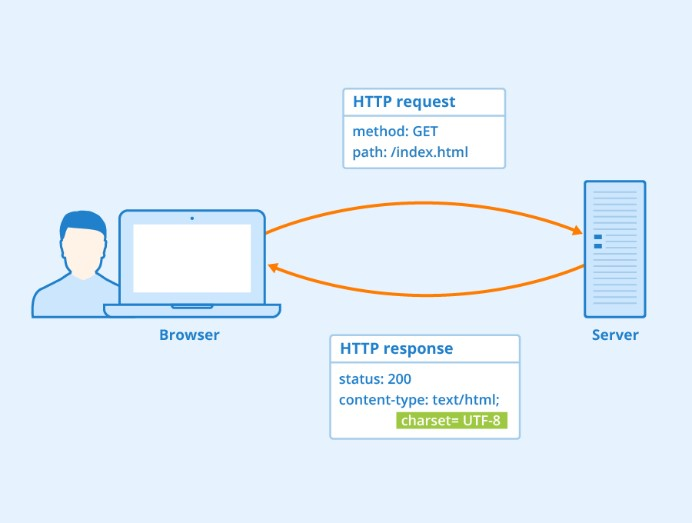 HTTP request
method: GET
path: /index.html
Browser
Server
HTTP response
status: 200
content-type: text/html;
charset= UTF-8